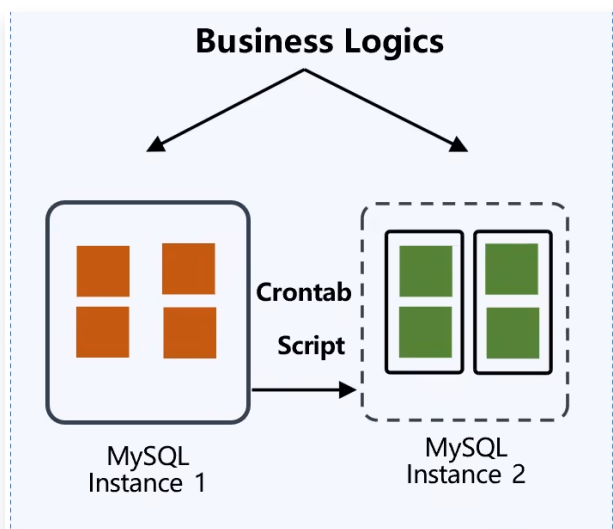 Business Logics
Crontab
Script
MySQL
Instance 1
MySQL
Instance 2